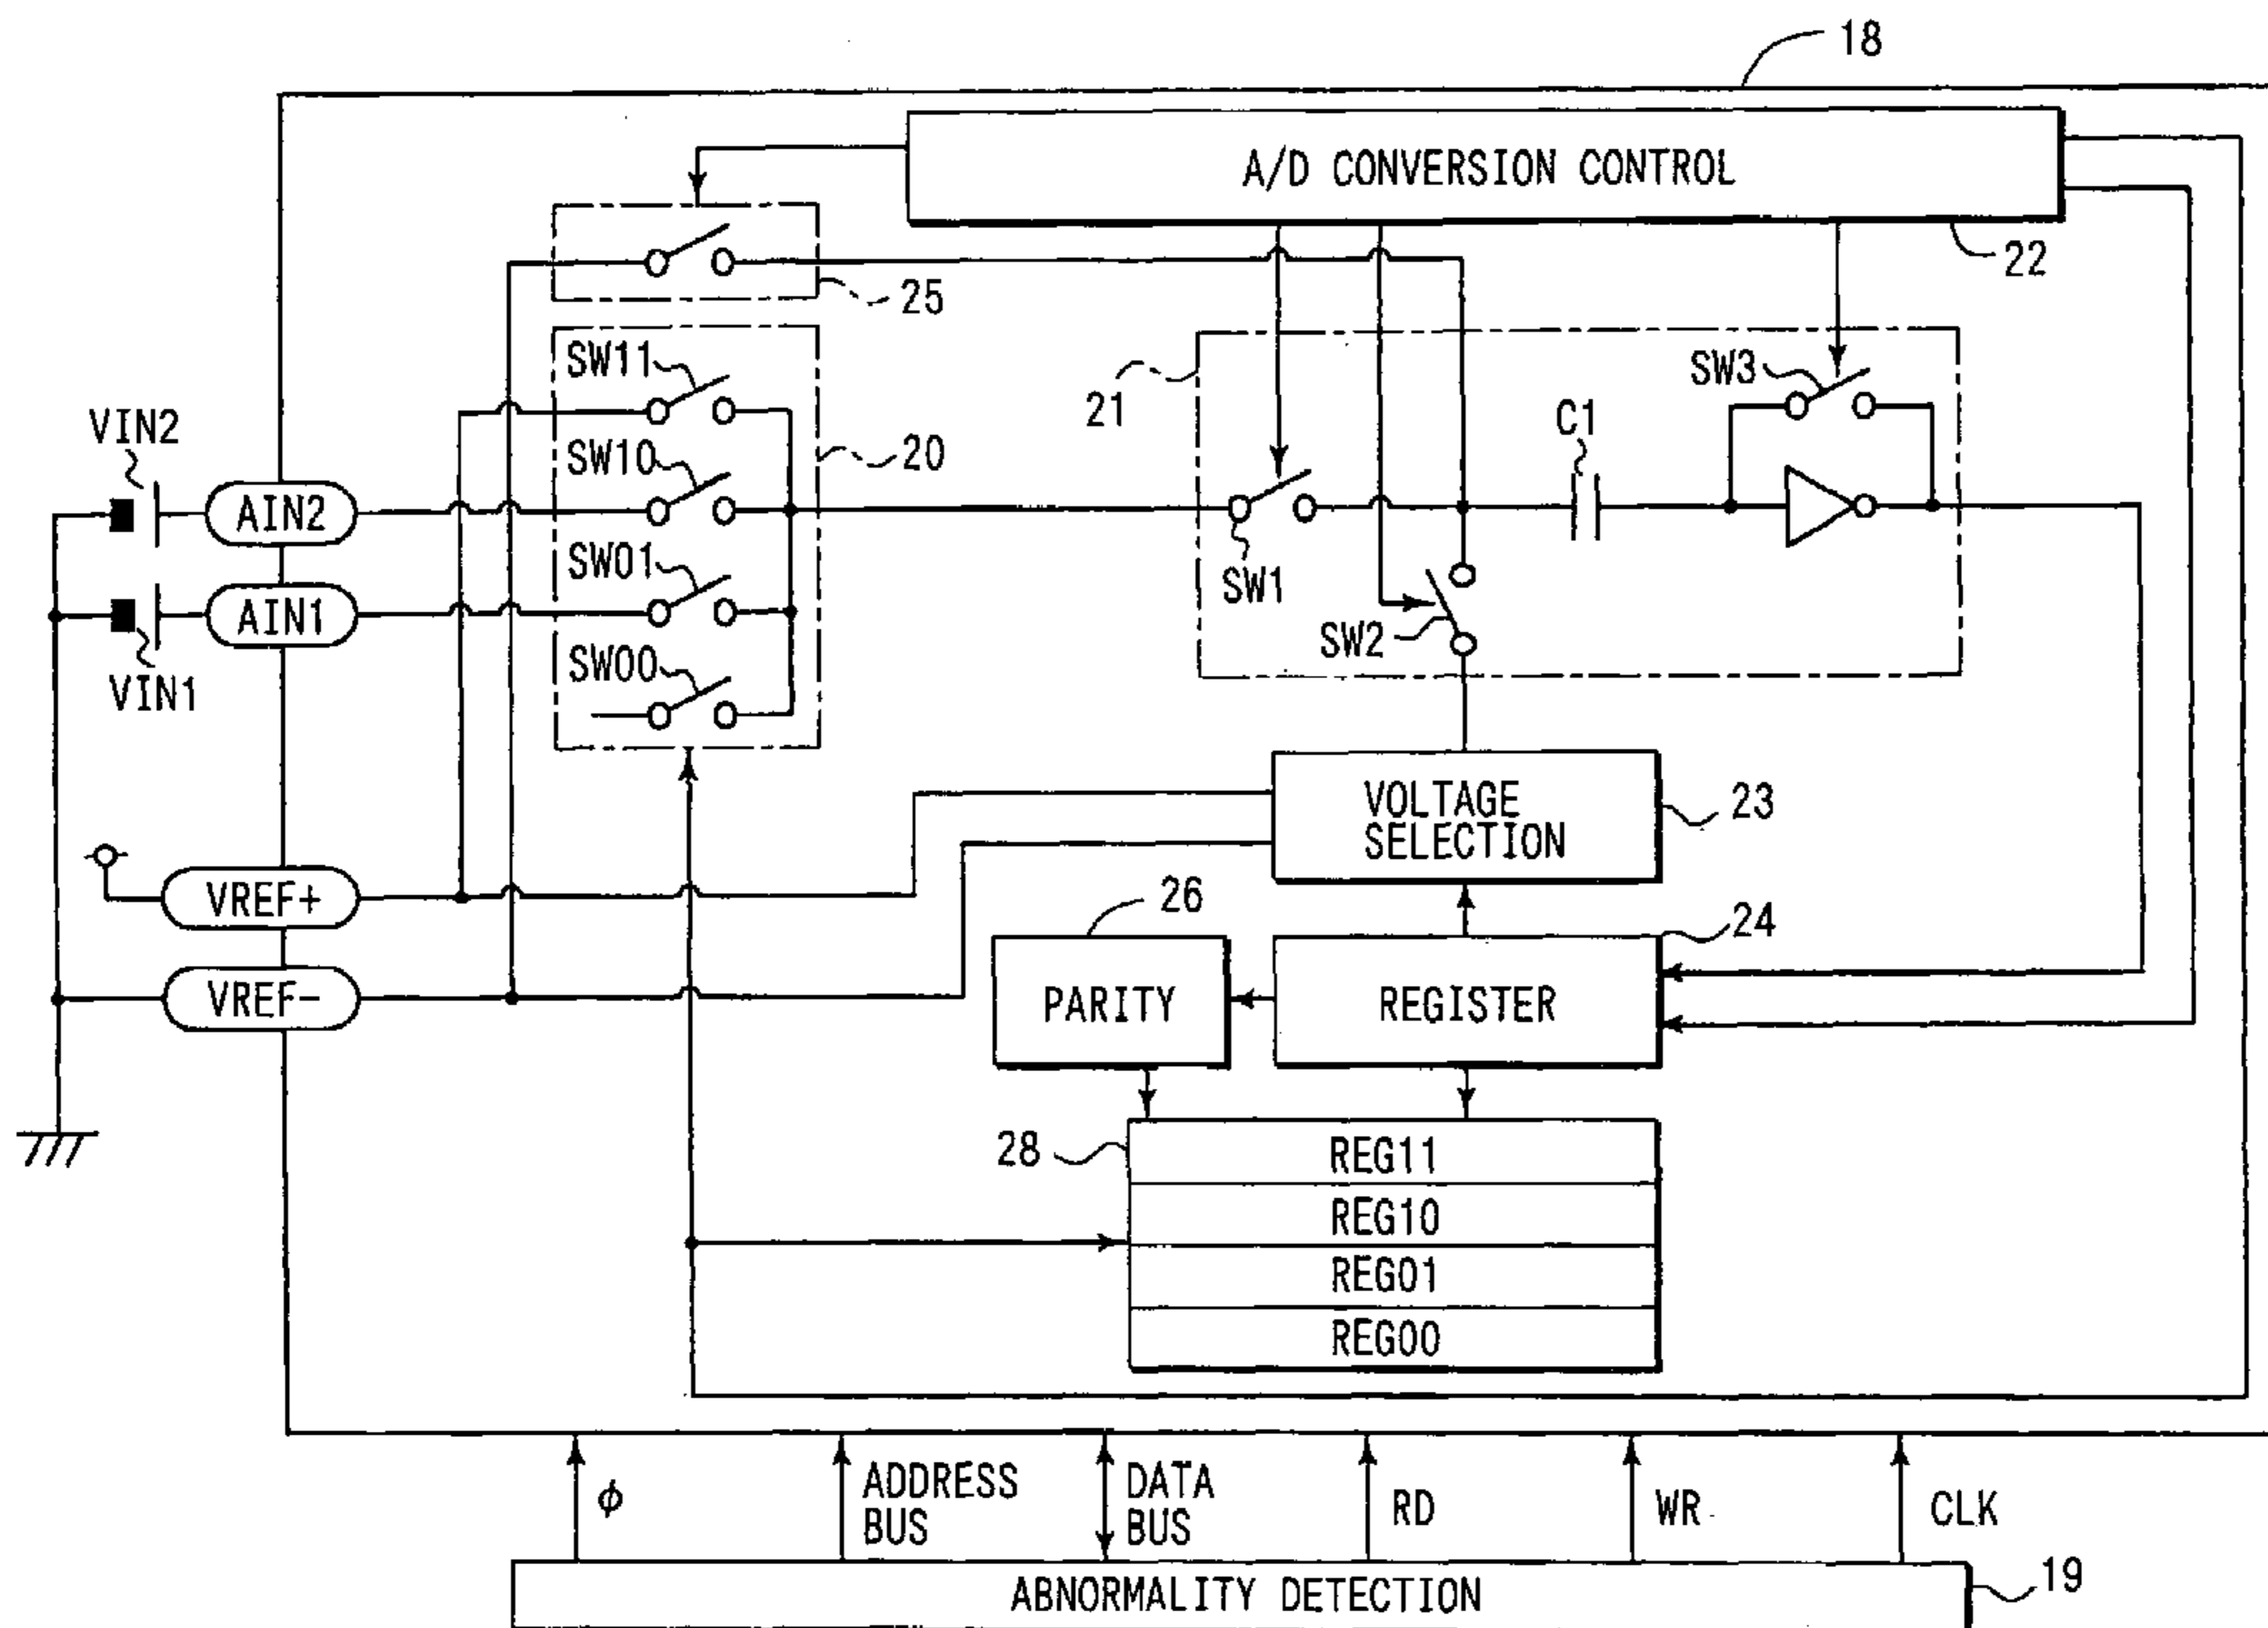 18
A/D CONVERSION CONTROL
22
25
SW11
SW10
SW01
SW00
20
21
SW3
C1
SW1
SW2
VIN2
AIN2
AIN1
VIN1
VOLTAGE
SELECTION
23
VREF+
VREF-
26
24
PARITY
REGISTER
28
REG11
REG10
REG01
REG00
ϕ
ADDRESS
BUS
DATA
BUS
RD
WR
CLK
ABNORMALITY DETECTION
19